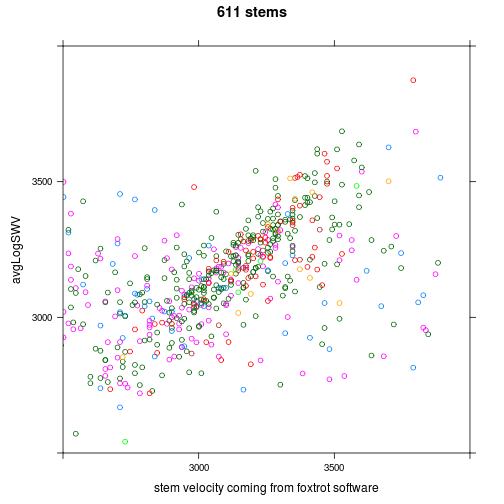 611 stems
avgLogSWV
3500
3000
3000
3500
stem velocity coming from foxtrot software